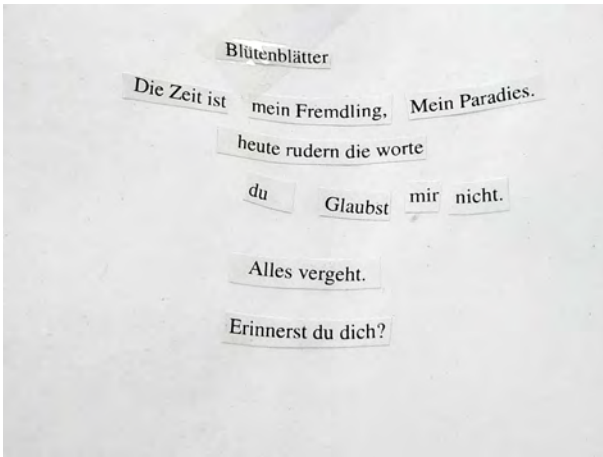 Blütenblätter
Die Zeit ist mein Fremdling, Mein Paradies.
heute rudern die worte
du Glaubst mir nicht.
Alles vergeht.
Erinnerst du dich?